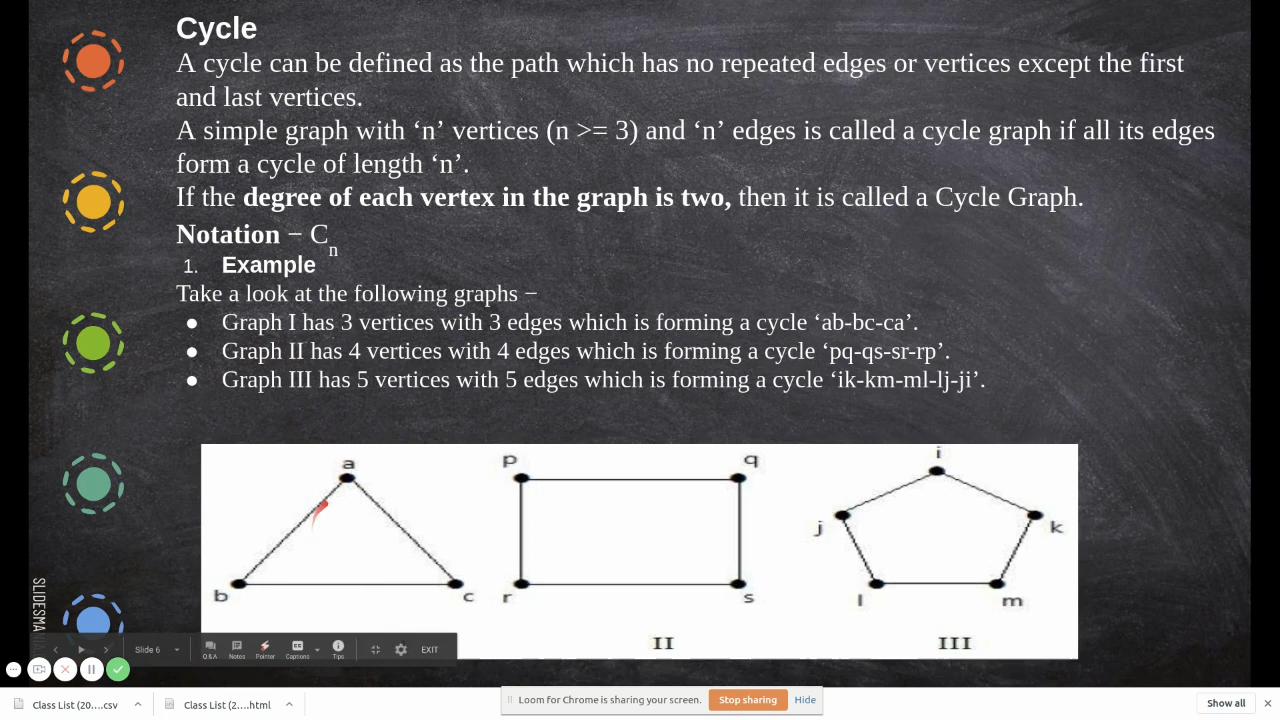 Cycle
A cycle can be defined as the path which has no repeated edges or vertices except the first
and last vertices.
A simple graph with ‘n’ vertices (n >= 3) and ‘n’ edges is called a cycle graph if all its edges
form a cycle of length ‘n’.
If the degree of each vertex in the graph is two, then it is called a Cycle Graph.
Notation − Cn
1. Example
Take a look at the following graphs −
● Graph I has 3 vertices with 3 edges which is forming a cycle ‘ab-bc-ca’.
● Graph II has 4 vertices with 4 edges which is forming a cycle ‘pq-qs-sr-rp’.
● Graph III has 5 vertices with 5 edges which is forming a cycle ‘ik-km-ml-lj-ji’.
a
b
c
p
q
r
s
i
j
k
l
m
II
III
Slide 6
Q&A
Notes
Pointer
Captions
Tips
EXIT
Class List (20....csv
Class List (2....html
Loom for Chrome is sharing your screen.
Stop sharing
Hide
Show all